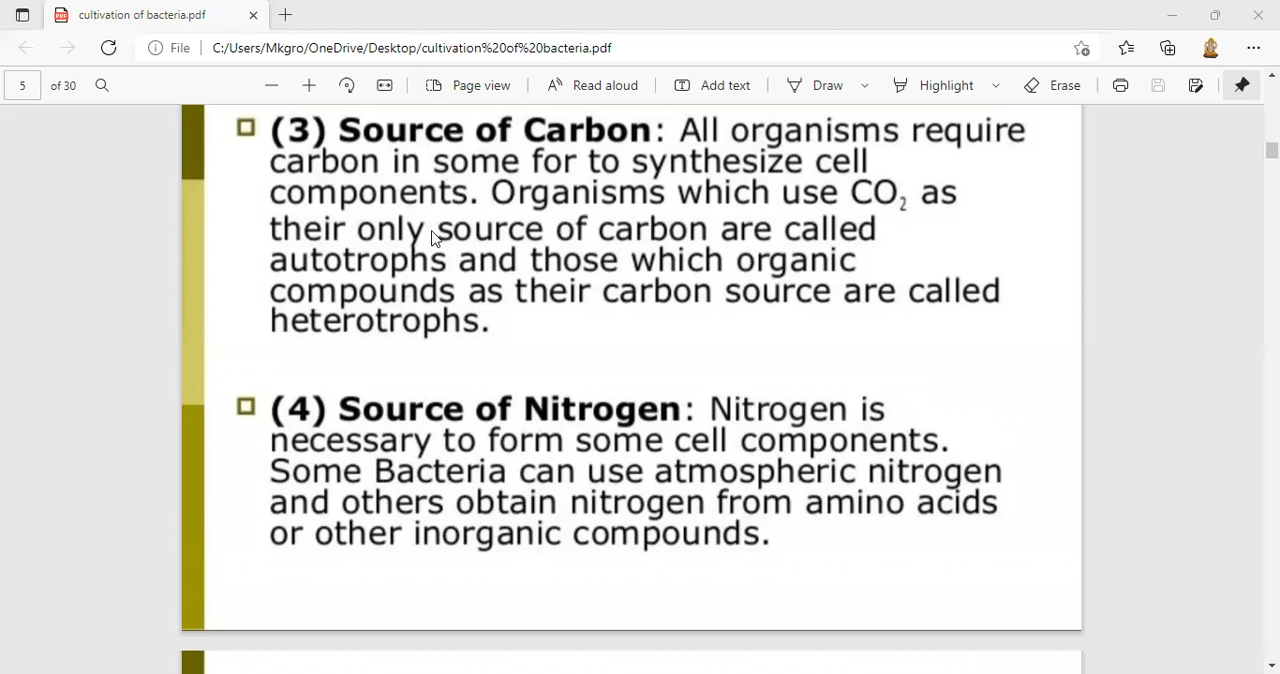 cultivation of bacteria.pdf
File
C:/Users/Mkgro/OneDrive/Desktop/cultivation%20of%20bacteria.pdf
5 of 30
Page view
Read aloud
Add text
Draw
Highlight
Erase
(3) Source of Carbon: All organisms require
carbon in some for to synthesize cell
components. Organisms which use CO₂ as
their only source of carbon are called
autotrophs and those which organic
compounds as their carbon source are called
heterotrophs.
(4) Source of Nitrogen: Nitrogen is
necessary to form some cell components.
Some Bacteria can use atmospheric nitrogen
and others obtain nitrogen from amino acids
or other inorganic compounds.